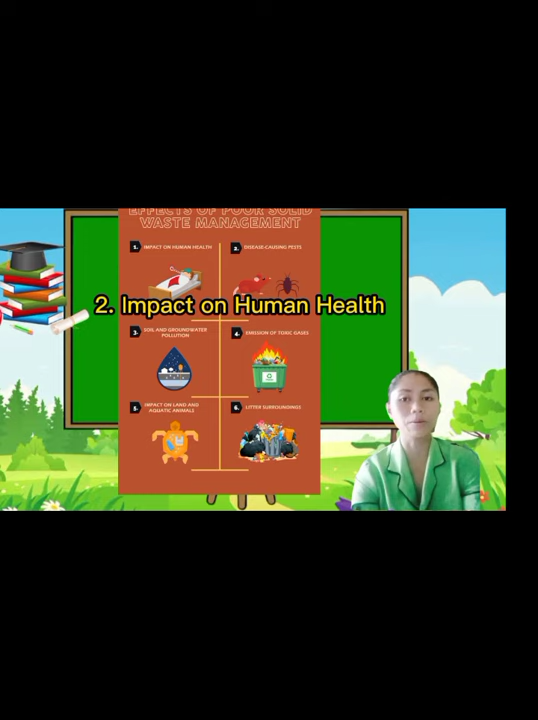 EFFECTS OF POOR SOLID
WASTE MANAGEMENT
1. IMPACT ON HUMAN HEALTH
2. DISEASE-CAUSING PESTS
2. Impact on Human Health
3. SOIL AND GROUNDWATER
POLLUTION
4. EMISSION OF TOXIC GASES
5. IMPACT ON LAND AND
AQUATIC ANIMALS
6. LITTER SURROUNDINGS